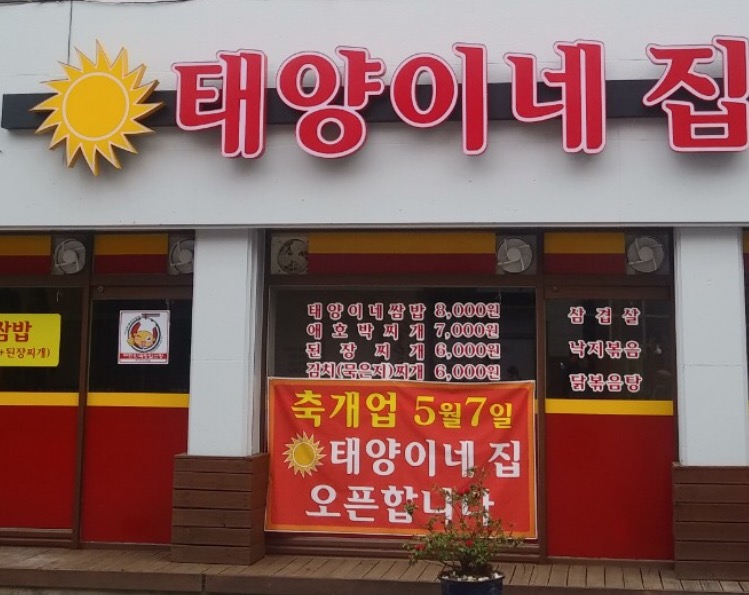 태양이네 집
쌈밥
+된장찌개)
태양이네쌈밥 8,000원
애호박찌개 7,000원
된장찌개 6,000원
김치(묵은지)찌개 6,000원
삼겹살
낙지볶음
닭볶음탕
축개업 5월7일
태양이네 집
오픈합니다